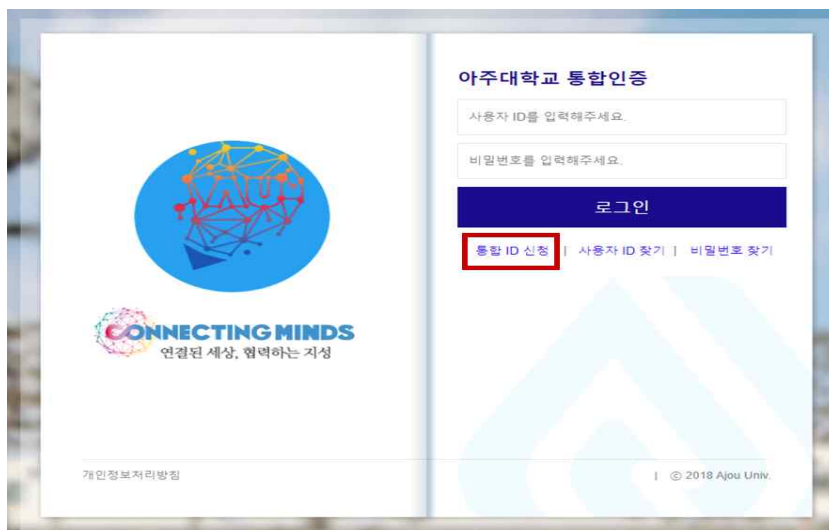 아주대학교 통합인증
사용자 ID를 입력해주세요.
비밀번호를 입력해주세요.
로그인
통합 ID 신청 | 사용자 ID 찾기 | 비밀번호 찾기
AJOU
CONNECTING MINDS
연결된 세상, 협력하는 지성
개인정보처리방침
| ⓒ 2018 Ajou Univ.